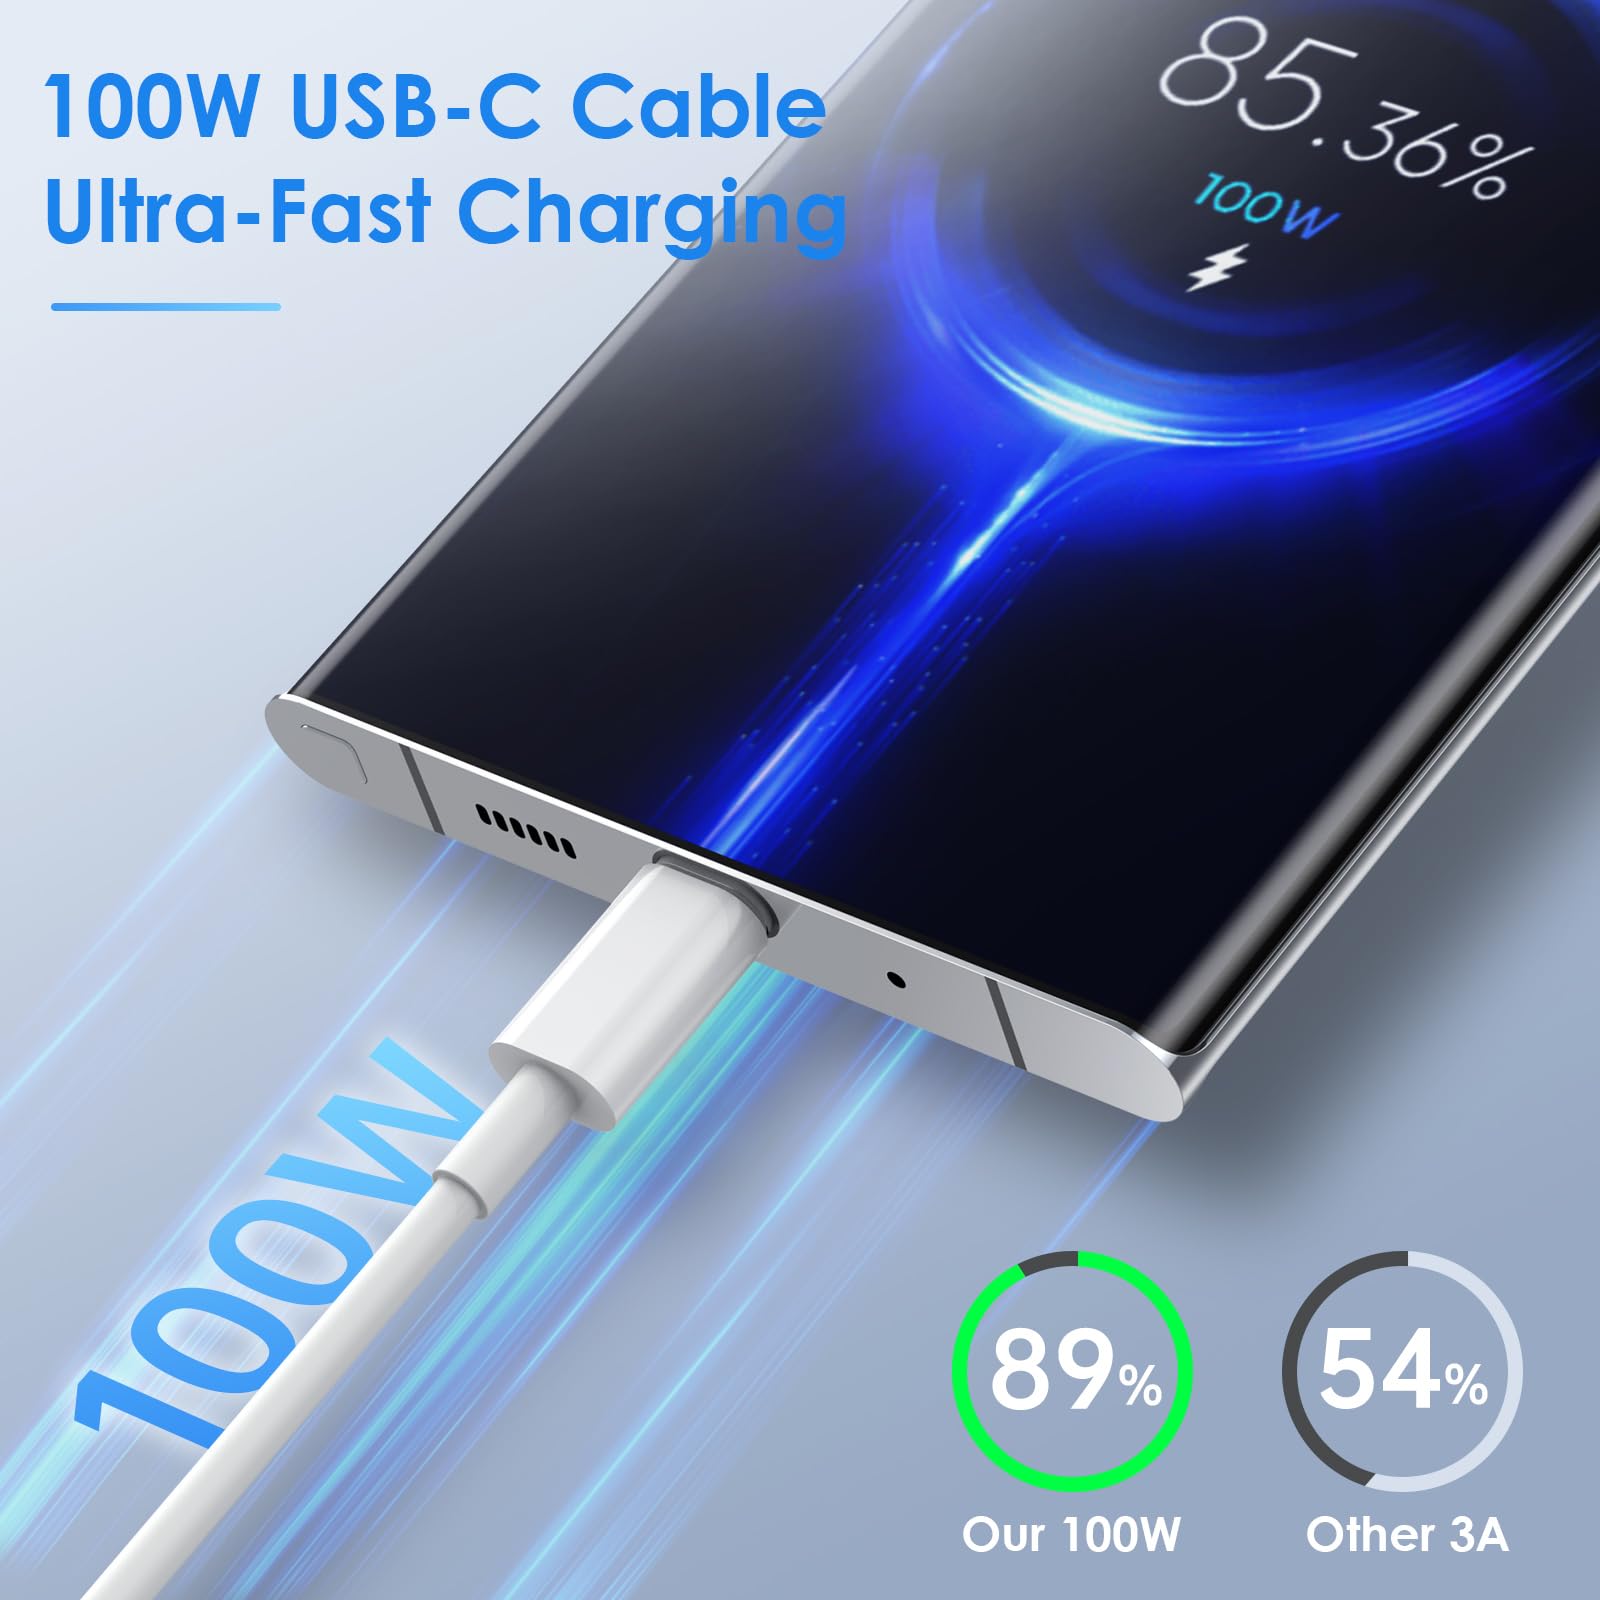 100W USB-C Cable
Ultra-Fast Charging
85.36%
100W
100W
89%
Our 100W
54%
Other 3A